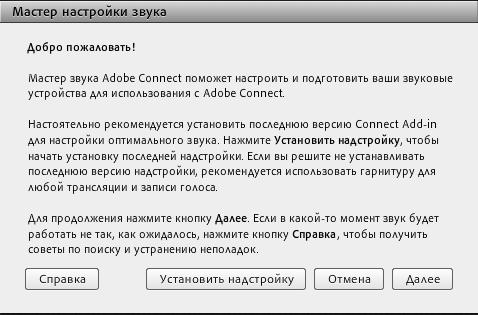 Мастер настройки звука
Добро пожаловать!
Мастер звука Adobe Connect поможет настроить и подготовить ваши звуковые
устройства для использования с Adobe Connect.
Настоятельно рекомендуется установить последнюю версию Connect Add-in
для настройки оптимального звука. Нажмите Установить надстройку, чтобы
начать установку последней надстройки. Если вы решите не устанавливать
последнюю версию надстройки, рекомендуется использовать гарнитуру для
любой трансляции и записи голоса.
Для продолжения нажмите кнопку Далее. Если в какой-то момент звук будет
работать не так, как ожидалось, нажмите кнопку Справка, чтобы получить
советы по поиску и устранению неполадок.
Справка Установить надстройку Отмена Далее